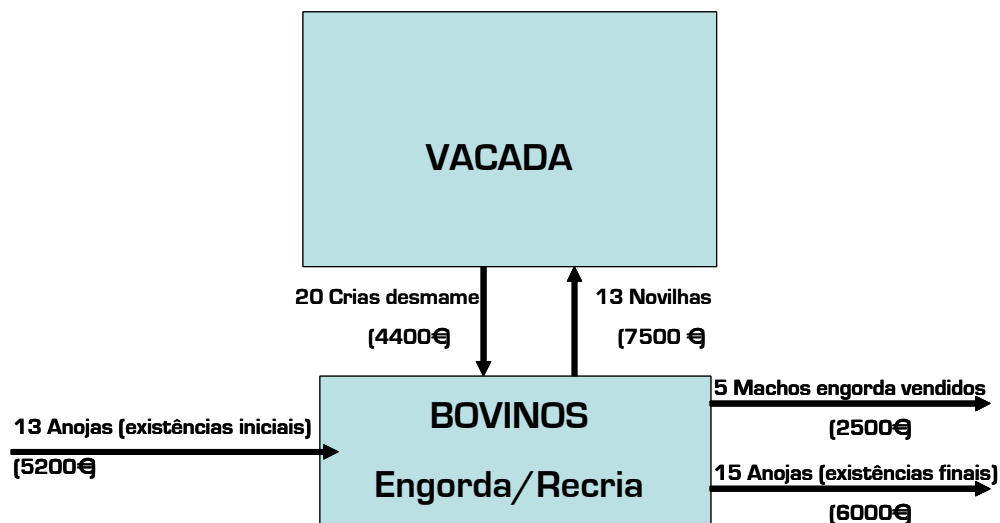 VACADA
20 Crias desmame
(4400€)
13 Novilhas
(7500 €)
BOVINOS
Engorda/Recria
13 Anojas (existências iniciais)
(5200€)
5 Machos engorda vendidos
(2500€)
15 Anojas (existências finais)
(6000€)